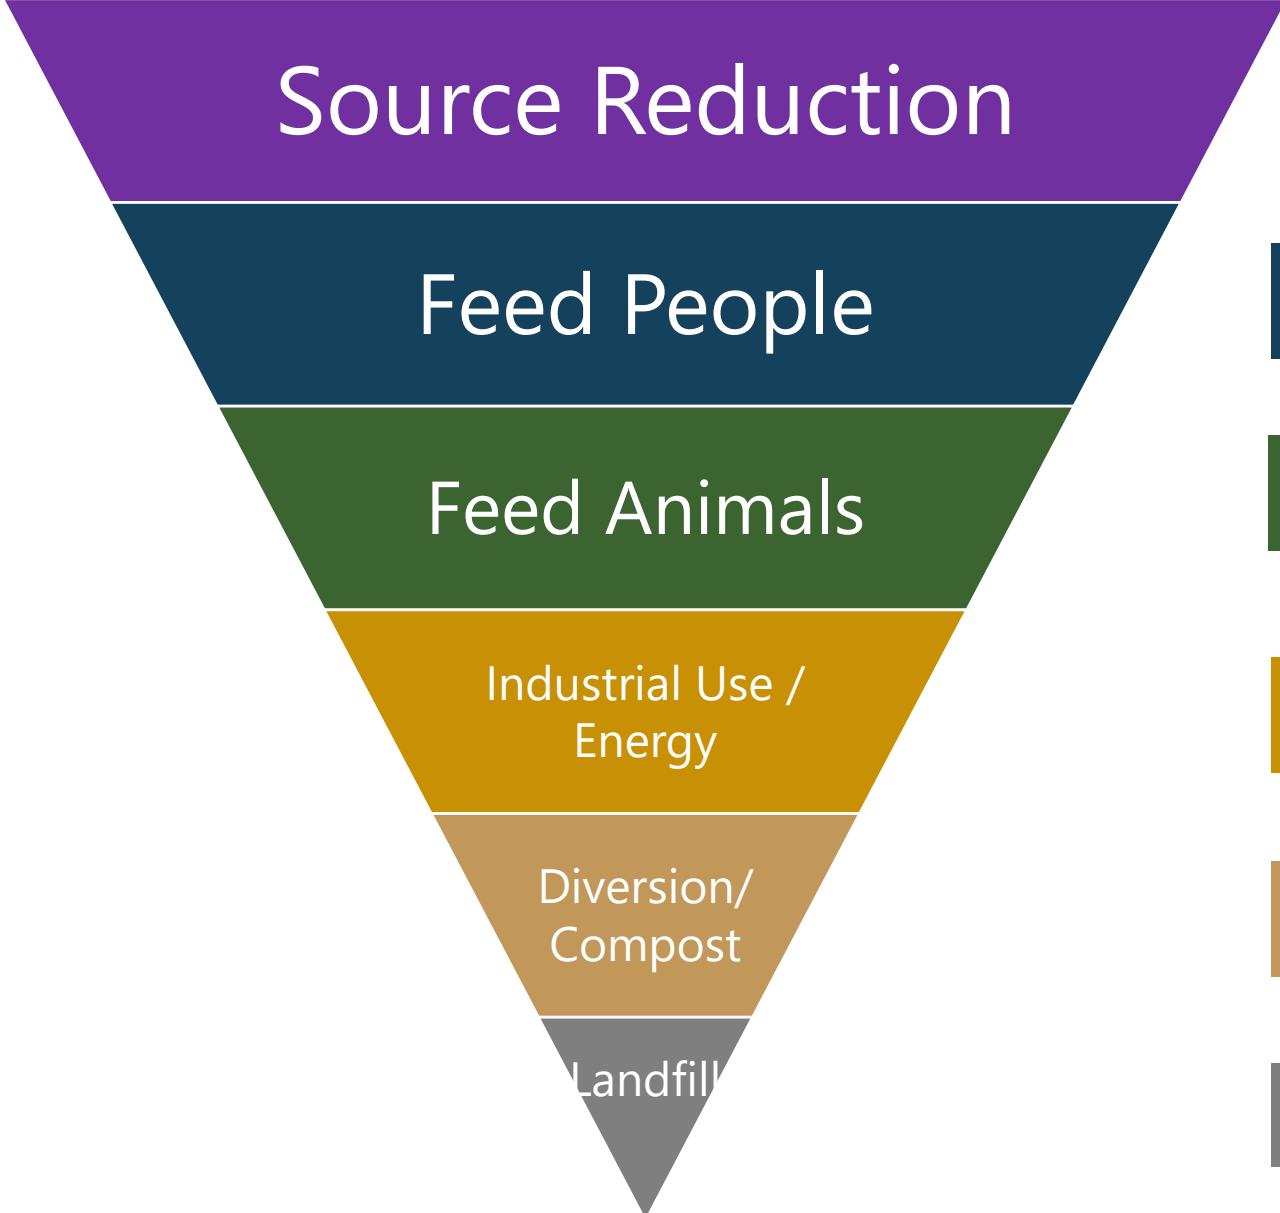 Source Reduction
Feed People
Feed Animals
Industrial Use /
Energy
Diversion/
Compost
Landfill